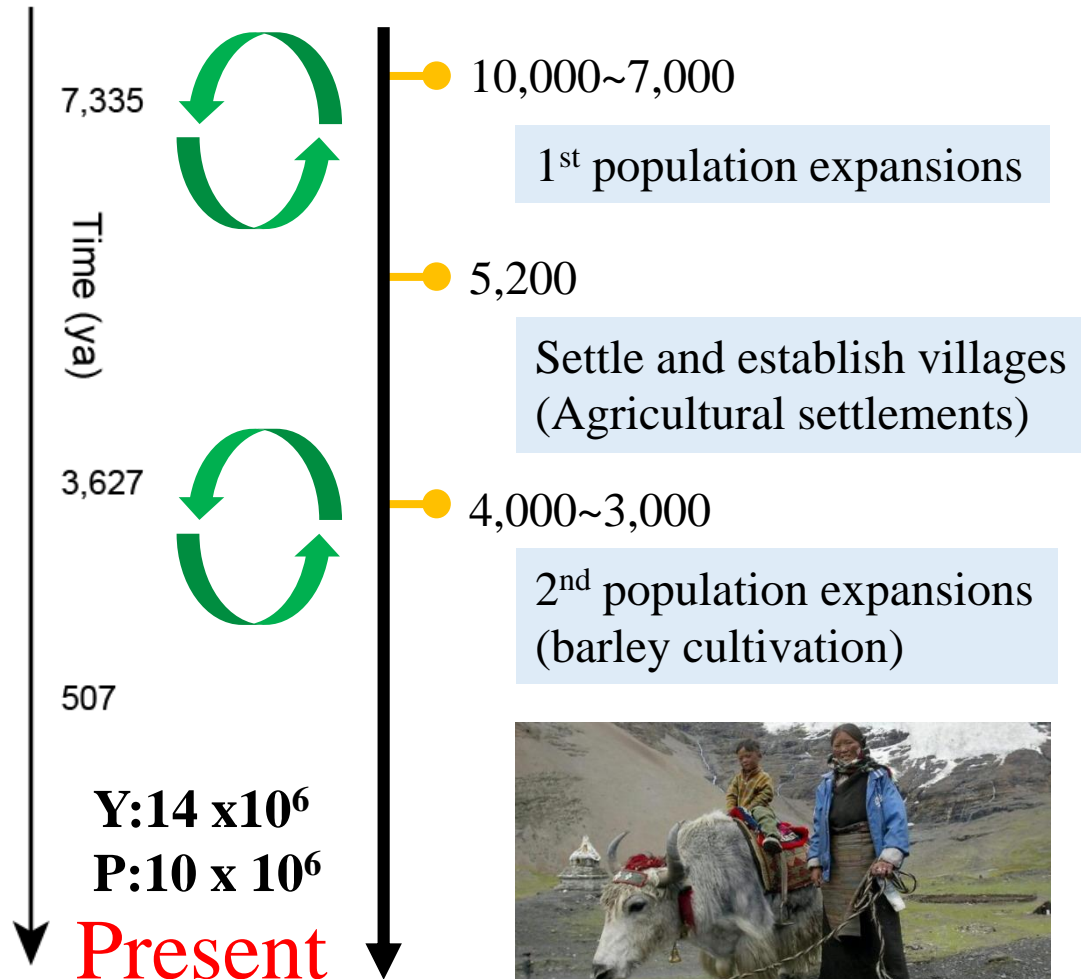 7,335
Time (ya)
3,627
507
Y:14 x10⁶
P:10 x 10⁶
Present
10,000~7,000
1ˢᵗ population expansions
5,200
Settle and establish villages
(Agricultural settlements)
4,000~3,000
2ⁿᵈ population expansions
(barley cultivation)